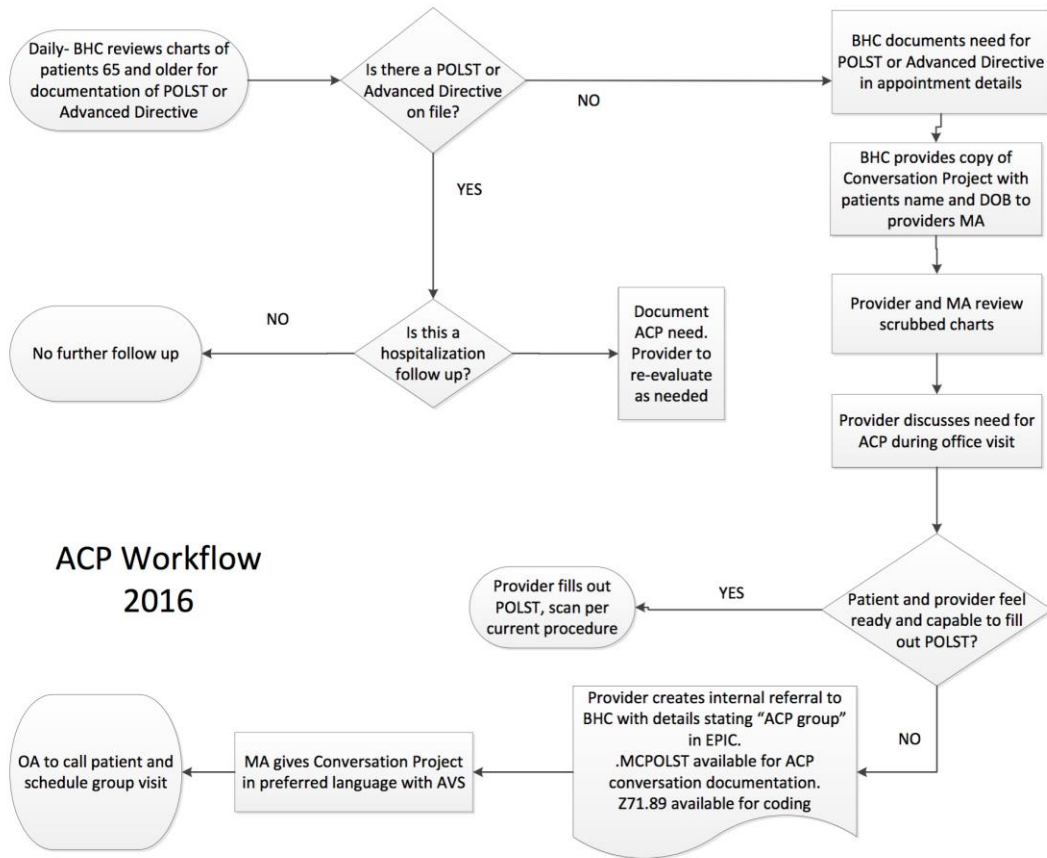 Daily- BHC reviews charts of
patients 65 and older for
documentation of POLST or
Advanced Directive
Is there a POLST or
Advanced Directive
on file?
NO
BHC documents need for
POLST or Advanced Directive
in appointment details
YES
BHC provides copy of
Conversation Project with
patients name and DOB to
providers MA
Provider and MA review
scrubbed charts
No further follow up
NO
Is this a
hospitalization
follow up?
Document
ACP need.
Provider to
re-evaluate
as needed
Provider discusses need for
ACP during office visit
ACP Workflow
2016
Provider fills out
POLST, scan per
current procedure
YES
Patient and provider feel
ready and capable to fill
out POLST?
NO
Provider creates internal referral to
BHC with details stating “ACP group”
in EPIC.
.MCPOLST available for ACP
conversation documentation.
Z71.89 available for coding
MA gives Conversation Project
in preferred language with AVS
OA to call patient and
schedule group visit